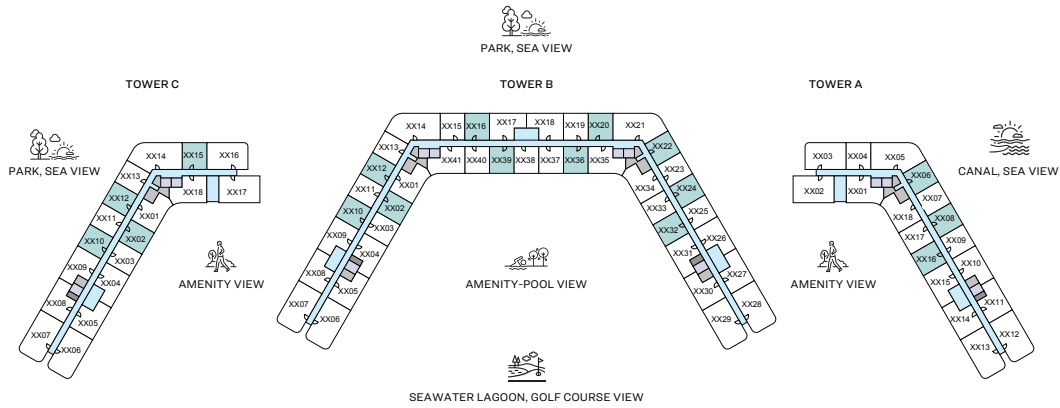 PARK, SEA VIEW
TOWER C
TOWER B
TOWER A
PARK, SEA VIEW
CANAL, SEA VIEW
XX14
XX15
XX16
XX13
XX18
XX17
XX12
XX01
XX11
XX02
XX10
XX03
XX09
XX04
XX08
XX05
XX07
XX06
XX14
XX15
XX16
XX17
XX18
XX19
XX20
XX21
XX13
XX41
XX40
XX39
XX38
XX37
XX36
XX35
XX22
XX12
XX01
XX34
XX23
XX11
XX02
XX33
XX24
XX10
XX03
XX32
XX25
XX09
XX04
XX31
XX26
XX08
XX05
XX30
XX27
XX07
XX06
XX29
XX28
XX03
XX04
XX05
XX02
XX01
XX06
XX18
XX07
XX17
XX08
XX16
XX09
XX15
XX10
XX14
XX11
XX13
XX12
AMENITY VIEW
AMENITY-POOL VIEW
AMENITY VIEW
SEAWATER LAGOON, GOLF COURSE VIEW